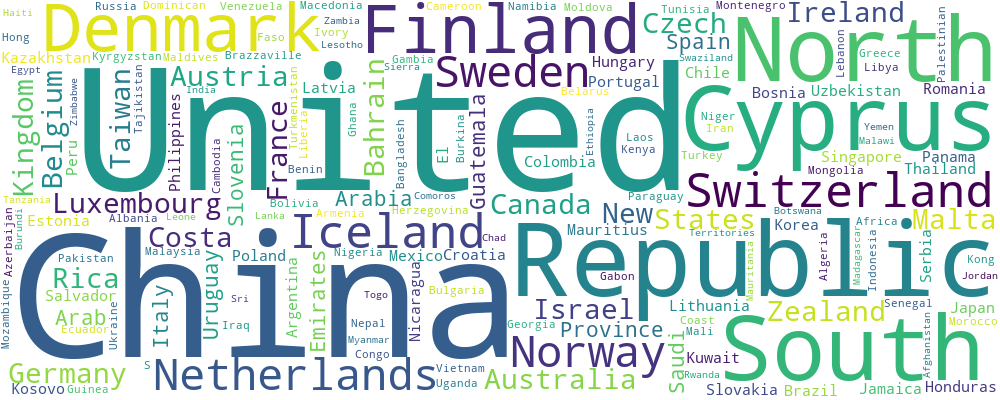 Haiti
Russia
Dominican
Venezuela
Macedonia
Cameroon
Namibia
Moldova
Tunisia
Montenegro
Ireland
Hong
Denmark
Faso
Zambia
Ivory
Lesotho
Finland
Czech
Spain
North
Lebanon
Greece
Libya
Palestinian
Kazakhstan
Kyrgyzstan
Maldives
Brazzaville
Gambia
Sierra
Sweden
Hungary
Swaziland
Chile
Portugal
Egypt
Kingdom
Belgium
Peru
Zimbabwe
Taiwan
Tajikistan
Austria
India
Latvia
United
Belarus
Bosnia
Uzbekistan
Romania
Philippines
Cambodia
Slovenia
France
Turkmenistan
Liberia
Benin
Ghana
Bahrain
Bangladesh
El
Burkina
Guatemala
Colombia
Ethiopia
Laos
Kenya
Turkey
Niger
Iran
Cyprus
Yemen
Malawi
Singapore
Mongolia
Panama
Thailand
Tanzania
Luxembourg
Bolivia
Arabia
Comoros
Canada
Paraguay
Switzerland
Azerbaijan
Burundi
Estonia
Albania
Leone
Lanka
Armenia
Herzegovina
New
Mauritius
States
Botswana
Korea
Africa
Malta
Costa
Iceland
Chad
Territories
Pakistan
Malaysia
Poland
Nigeria
Mexico
Croatia
Republic
Gabon
Mauritania
Algeria
Madagascar
Indonesia
Serbia
Kong
Jordan
Rica
Salvador
Arab
Ecuador
Mozambique
Ukraine
Italy
Uruguay
Sri
Iraq
China
Argentina
Emirates
Togo
Nepal
Myanmar
Congo
Nicaragua
Bulgaria
Georgia
Israel
Province
Lithuania
Coast
Mali
Zealand
Senegal
Japan
Morocco
Germany
Kosovo
Guinea
S
Netherlands
Vietnam
Uganda
Norway
Australia
Saudi
Kuwait
Rwanda
Slovakia
South
Brazil
Jamaica
Afghanistan
Honduras